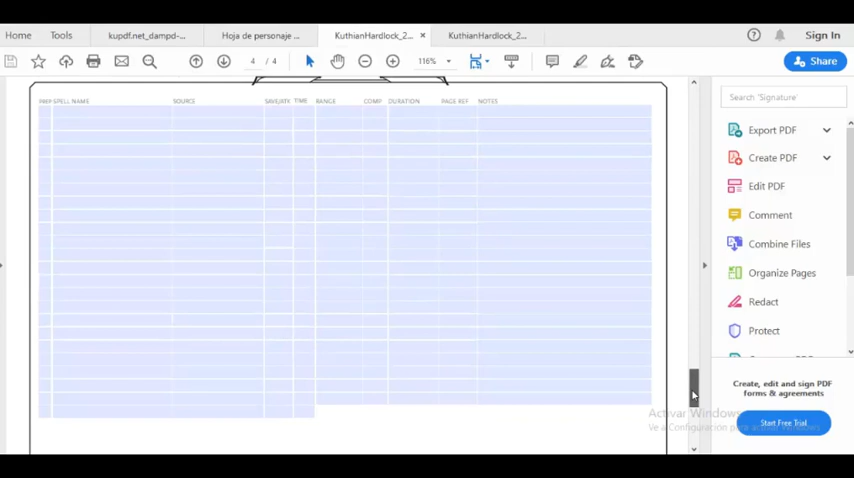 Home Tools kupdf.net_dampd-... Hoja de personaje ... KuthianHardlock_2... × KuthianHardlock_2... Sign In
4 / 4 116% Share
SPELL NAME SOURCE SAVE/ATK TIME RANGE COMP DURATION PAGE REF NOTES
Search 'Signature'
Export PDF
Create PDF
Edit PDF
Comment
Combine Files
Organize Pages
Redact
Protect
Create, edit and sign PDF
forms & agreements
Activar Windows
Start Free Trial